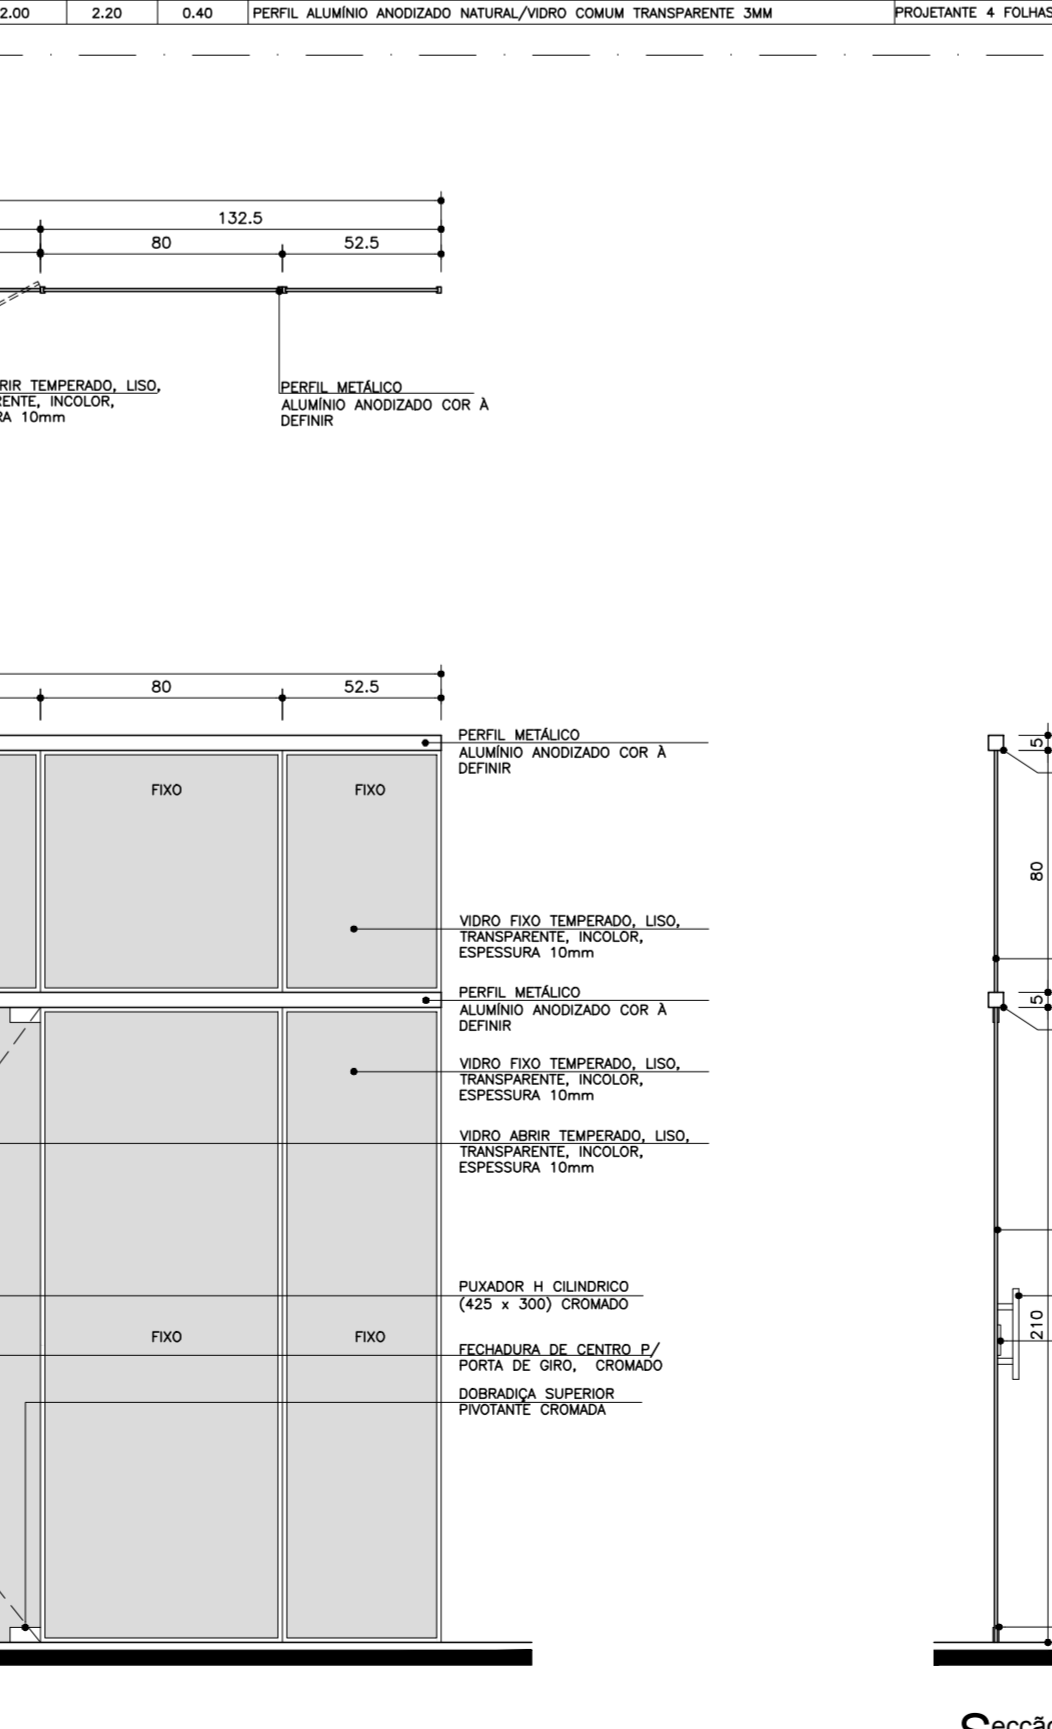 2.00 2.20 0.40 PERFIL ALUMÍNIO ANODIZADO NATURAL/VIDRO COMUM TRANSPARENTE 3MM PROJETANTE 4 FOLHAS
132.5
80 52.5
RIR TEMPERADO, LISO,
RENTE, INCOLOR,
RA 10mm
PERFIL METÁLICO
ALUMÍNIO ANODIZADO COR À
DEFINIR
80 52.5
PERFIL METÁLICO
ALUMÍNIO ANODIZADO COR À
DEFINIR
5
FIXO FIXO
80
VIDRO FIXO TEMPERADO, LISO,
TRANSPARENTE, INCOLOR,
ESPESSURA 10mm
PERFIL METÁLICO
ALUMÍNIO ANODIZADO COR À
DEFINIR
5
VIDRO FIXO TEMPERADO, LISO,
TRANSPARENTE, INCOLOR,
ESPESSURA 10mm
VIDRO ABRIR TEMPERADO, LISO,
TRANSPARENTE, INCOLOR,
ESPESSURA 10mm
PUXADOR H CILINDRICO
(425 x 300) CROMADO
210
FIXO FIXO
FECHADURA DE CENTRO P/
PORTA DE GIRO, CROMADO
DOBRADIÇA SUPERIOR
PIVOTANTE CROMADA
Secção